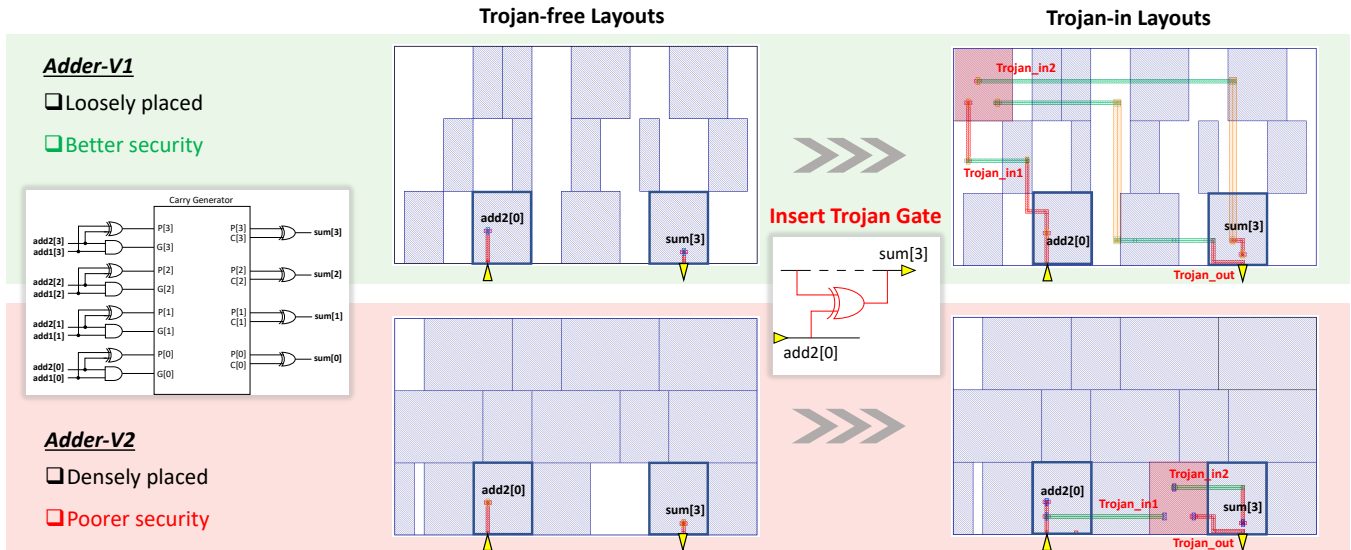 Trojan-free Layouts
Trojan-in Layouts
Adder-V1
Loosely placed
Better security
Carry Generator
add2[3]
add1[3]
add2[2]
add1[2]
add2[1]
add1[1]
add2[0]
add1[0]
P[3]
G[3]
P[2]
G[2]
P[1]
G[1]
P[0]
G[0]
P[3]
C[3]
P[2]
C[2]
P[1]
C[1]
P[0]
C[0]
sum[3]
sum[2]
sum[1]
sum[0]
add2[0]
sum[3]
Insert Trojan Gate
sum[3]
add2[0]
Trojan_in2
Trojan_in1
add2[0]
sum[3]
Trojan_out
Adder-V2
Densely placed
Poorer security
add2[0]
sum[3]
add2[0]
Trojan_in1
Trojan_in2
sum[3]
Trojan_out